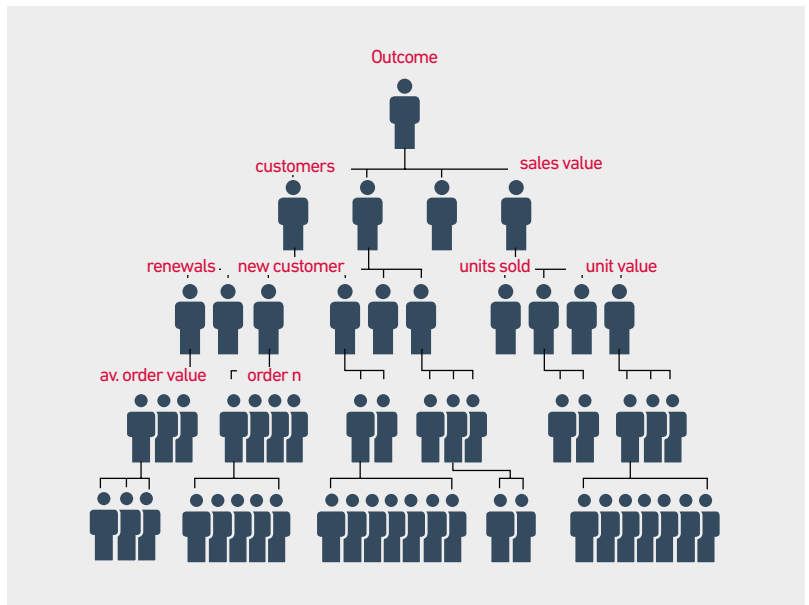 Outcome
customers
sales value
renewals
new customer
units sold
unit value
av. order value
order n